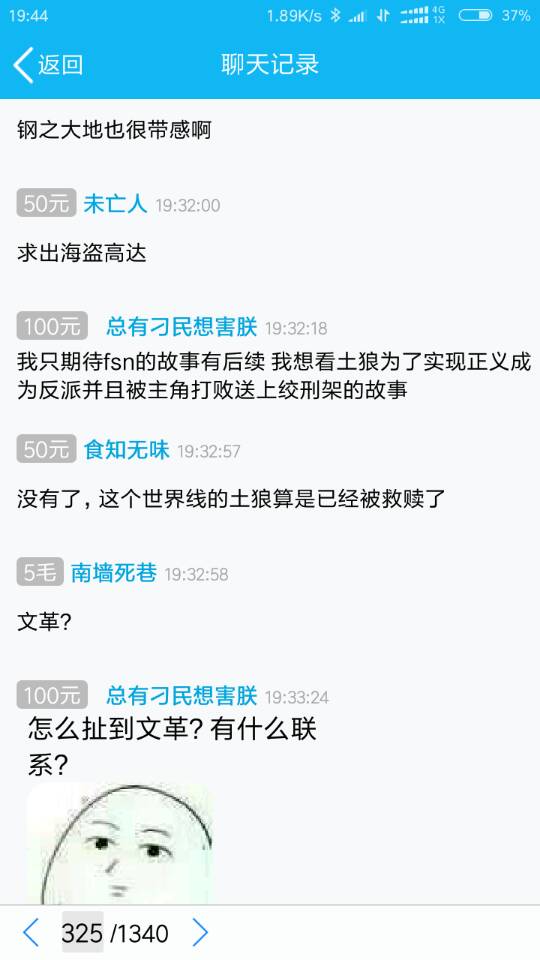 19:44 1.89K/s 4G 1X 37%
返回 聊天记录
钢之大地也很带感啊
50元 未亡人 19:32:00
求出海盗高达
100元 总有刁民想害朕 19:32:18
我只期待fsn的故事有后续 我想看土狼为了实现正义成
为反派并且被主角打败送上绞刑架的故事
50元 食知无味 19:32:57
没有了，这个世界线的土狼算是已经被救赎了
5毛 南墙死巷 19:32:58
文革？
100元 总有刁民想害朕 19:33:24
怎么扯到文革？有什么联
系？
325 /1340